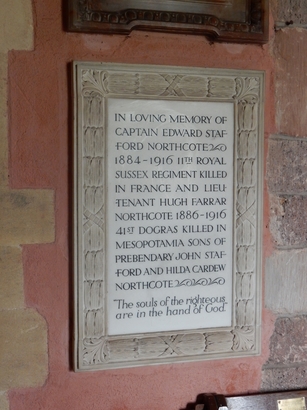 IN LOVING MEMORY OF
CAPTAIN EDWARD STAF-
FORD NORTHCOTE
1884-1916 11TH ROYAL
SUSSEX REGIMENT KILLED
IN FRANCE AND LIEU-
TENANT HUGH FARRAR
NORTHCOTE 1886-1916
41ST DOGRAS KILLED IN
MESOPOTAMIA SONS OF
PREBENDARY JOHN STAF-
FORD AND HILDA CARDEW
NORTHCOTE
"The souls of the righteous
are in the hand of God."